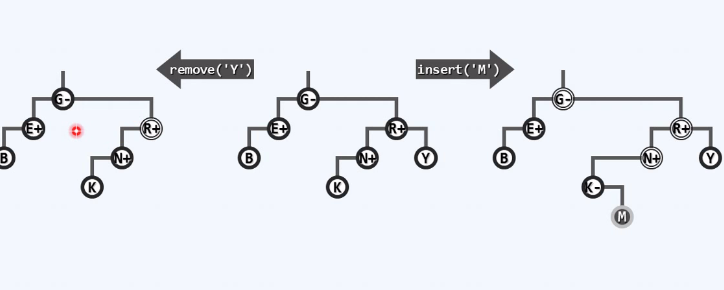 remove('Y') insert('M')
G- G- G-
E+ R+ E+ R+ E+ R+
B N+ B N+ Y B N+ Y
K K K-
M